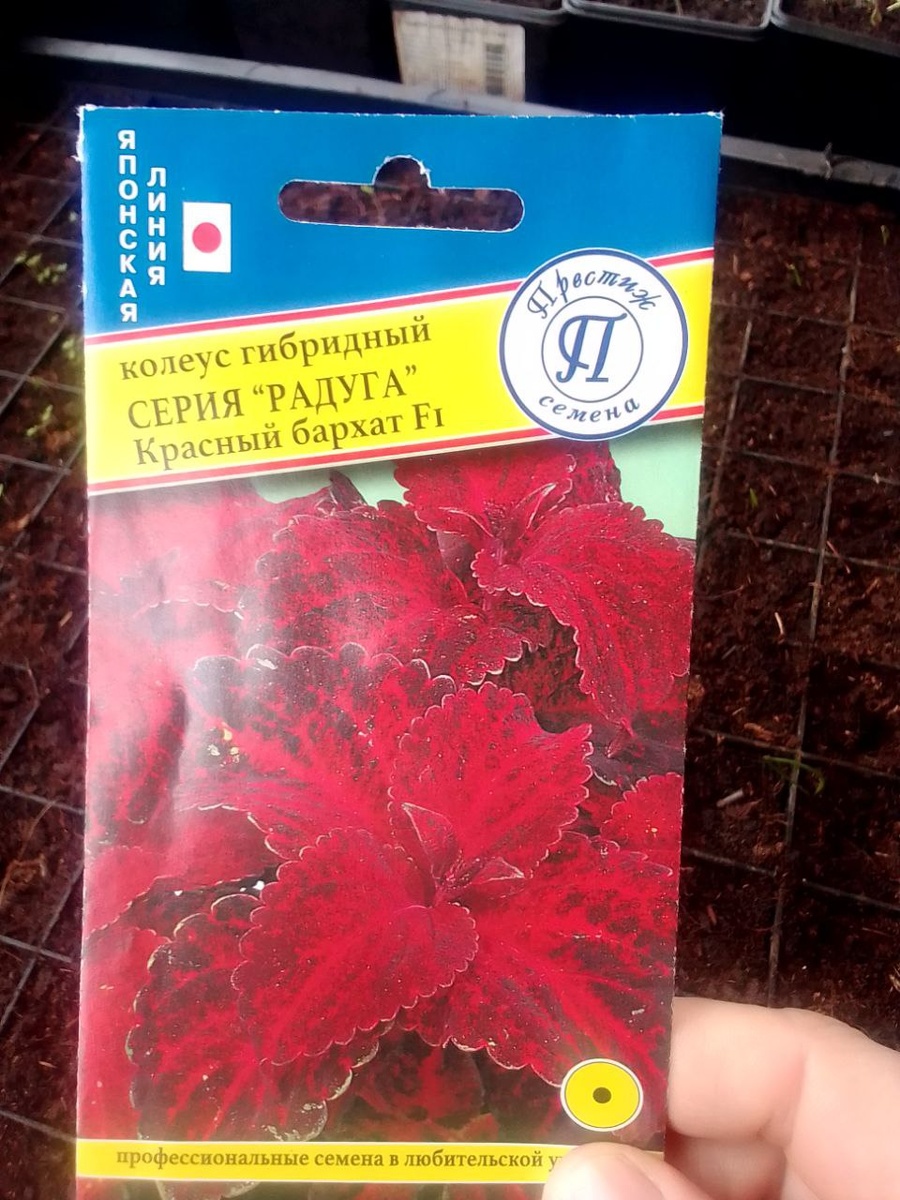 ЯПОНСКАЯ
ЛИНИЯ
Престиж
П
семена
колеус гибридный
СЕРИЯ "РАДУГА"
Красный бархат F1
профессиональные семена в любительской